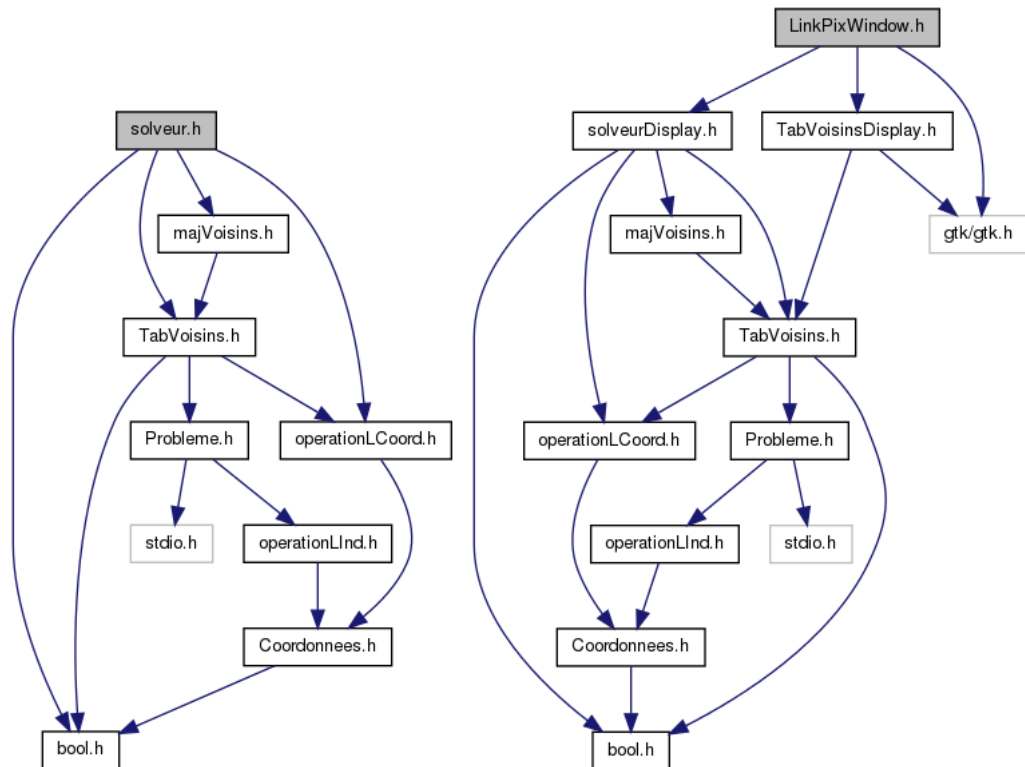 solveur.h
majVoisins.h
TabVoisins.h
Probleme.h
operationLCoord.h
stdio.h
operationLInd.h
Coordonnees.h
bool.h
LinkPixWindow.h
solveurDisplay.h
TabVoisinsDisplay.h
majVoisins.h
gtk/gtk.h
TabVoisins.h
operationLCoord.h
Probleme.h
operationLInd.h
stdio.h
Coordonnees.h
bool.h